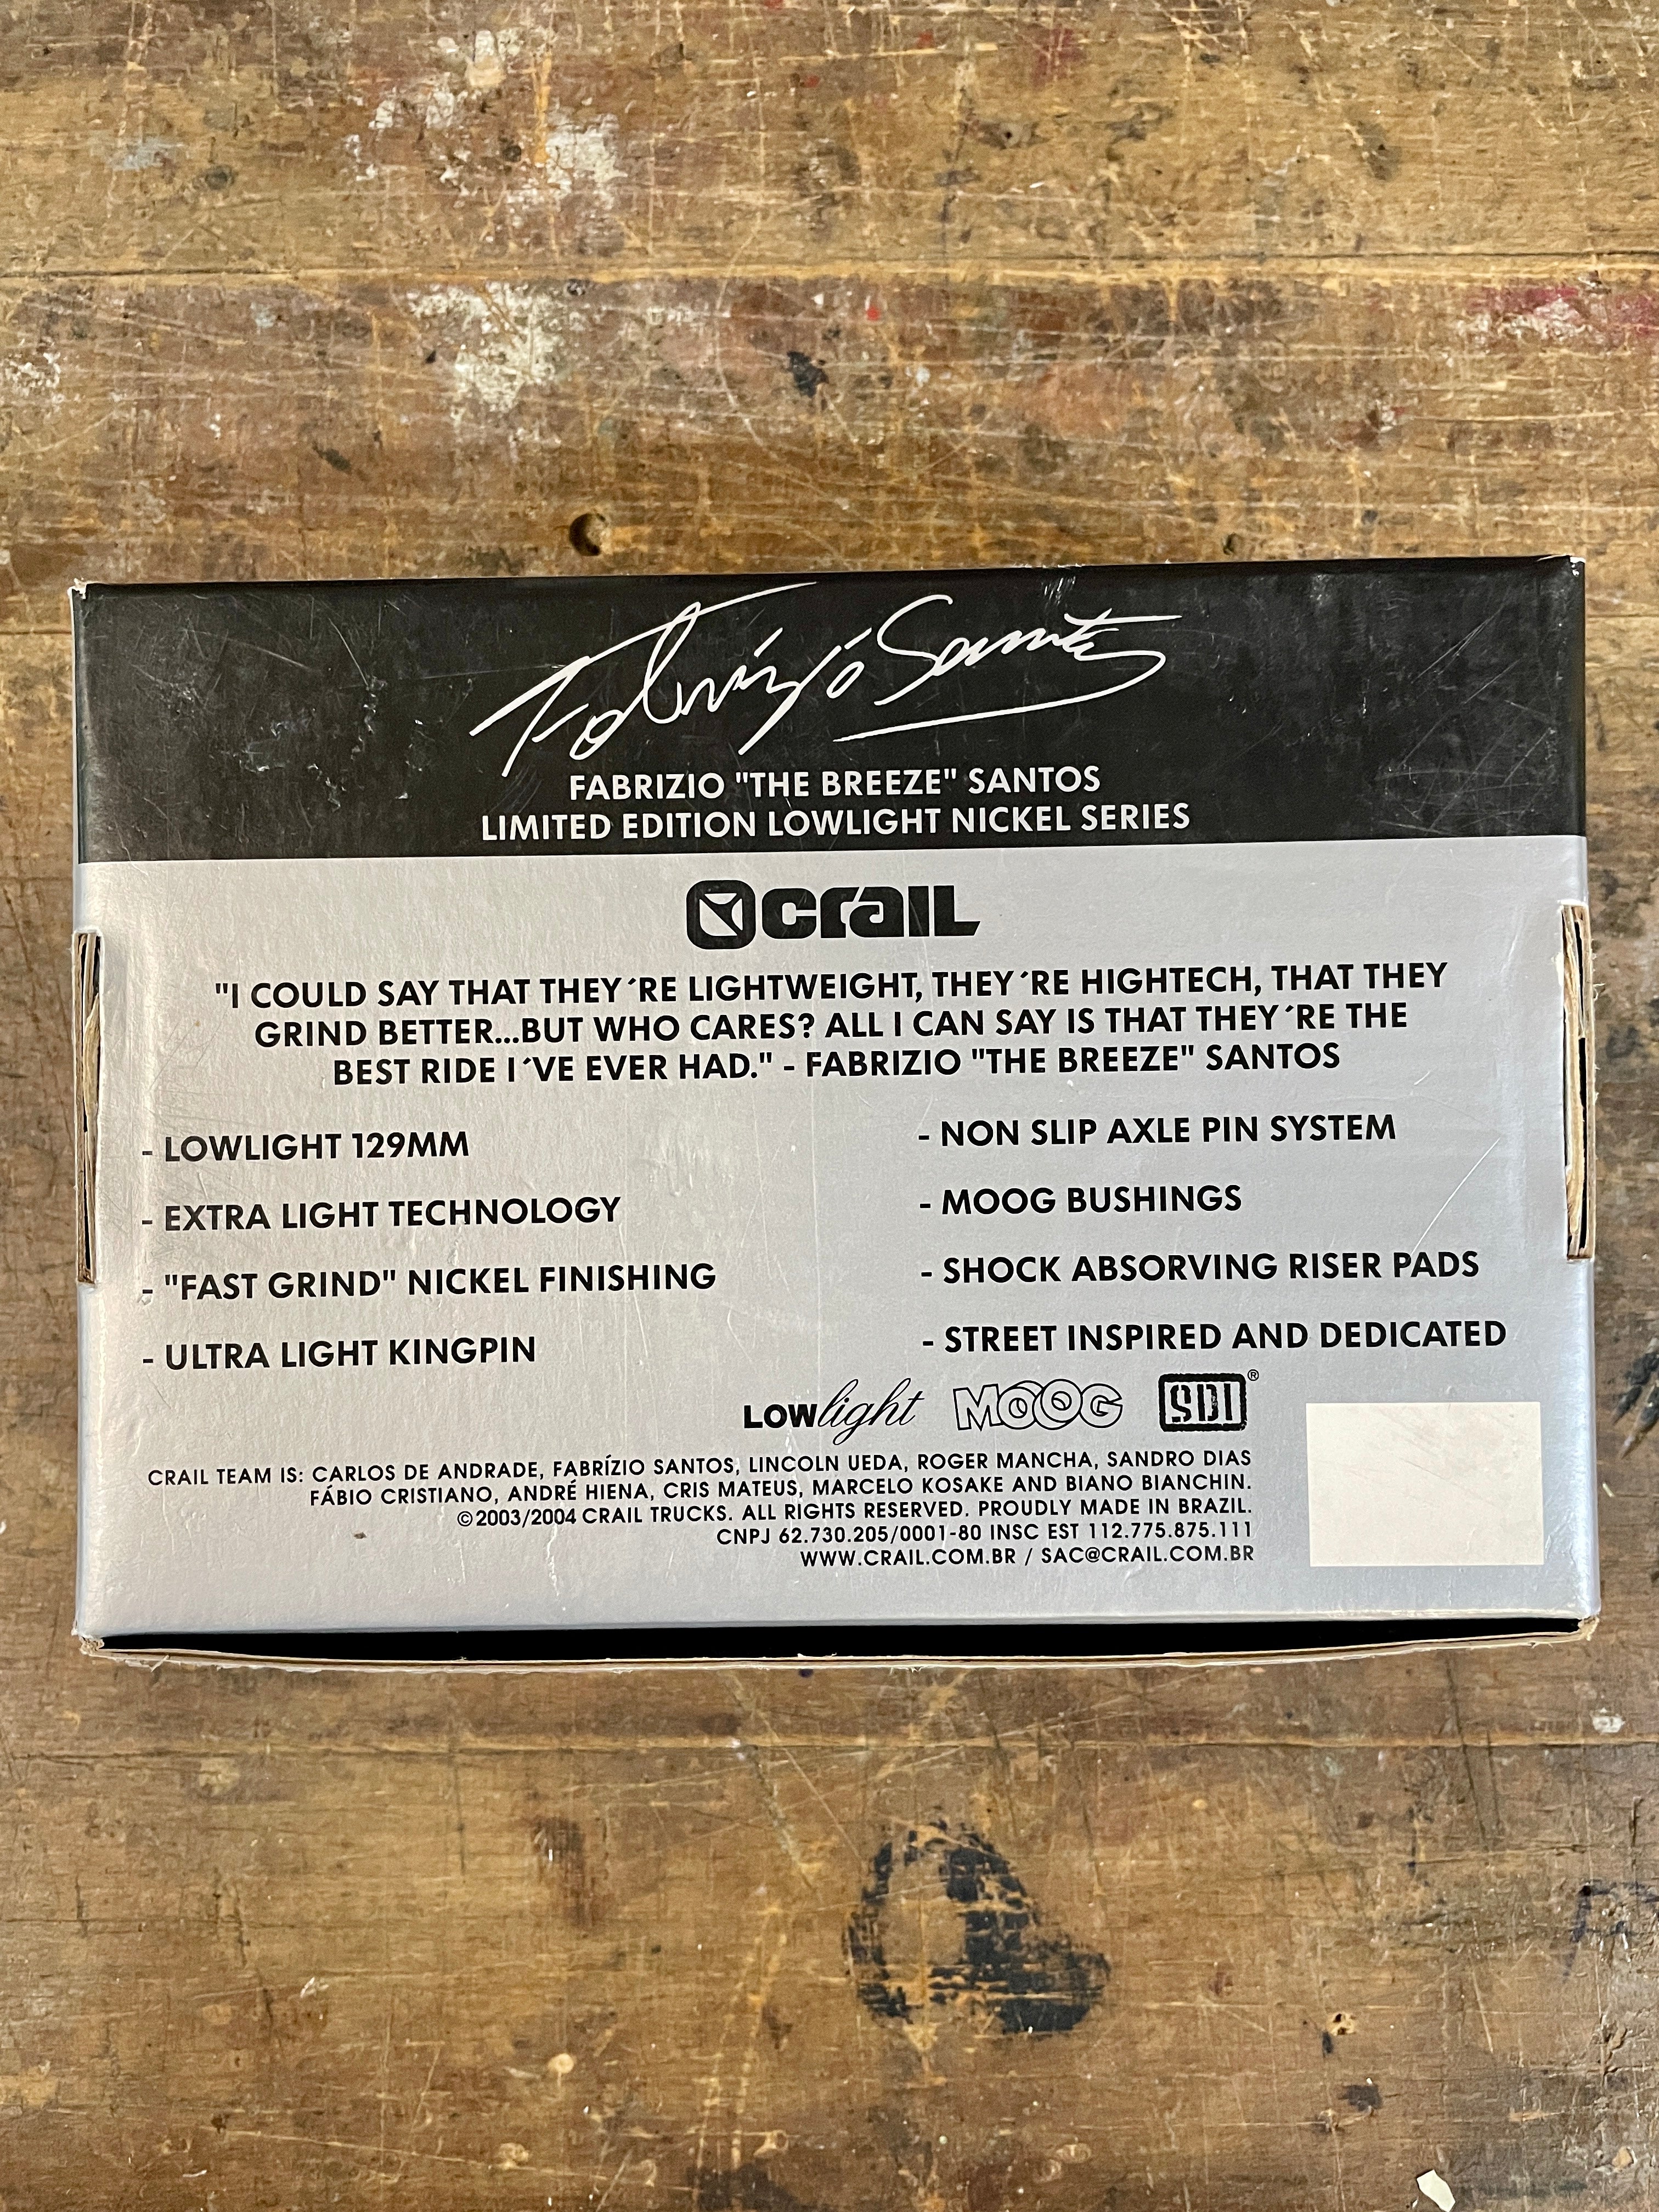 Fabrízio Santos
FABRIZIO "THE BREEZE" SANTOS
LIMITED EDITION LOWLIGHT NICKEL SERIES
crail
"I COULD SAY THAT THEY´RE LIGHTWEIGHT, THEY´RE HIGHTECH, THAT THEY
GRIND BETTER...BUT WHO CARES? ALL I CAN SAY IS THAT THEY´RE THE
BEST RIDE I´VE EVER HAD." - FABRIZIO "THE BREEZE" SANTOS
- LOWLIGHT 129MM
- EXTRA LIGHT TECHNOLOGY
- "FAST GRIND" NICKEL FINISHING
- ULTRA LIGHT KINGPIN
- NON SLIP AXLE PIN SYSTEM
- MOOG BUSHINGS
- SHOCK ABSORVING RISER PADS
- STREET INSPIRED AND DEDICATED
LOWlight MOOG SDI®
CRAIL TEAM IS: CARLOS DE ANDRADE, FABRÍZIO SANTOS, LINCOLN UEDA, ROGER MANCHA, SANDRO DIAS
FÁBIO CRISTIANO, ANDRÉ HIENA, CRIS MATEUS, MARCELO KOSAKE AND BIANO BIANCHIN.
©2003/2004 CRAIL TRUCKS. ALL RIGHTS RESERVED. PROUDLY MADE IN BRAZIL.
CNPJ 62.730.205/0001-80 INSC EST 112.775.875.111
WWW.CRAIL.COM.BR / SAC@CRAIL.COM.BR